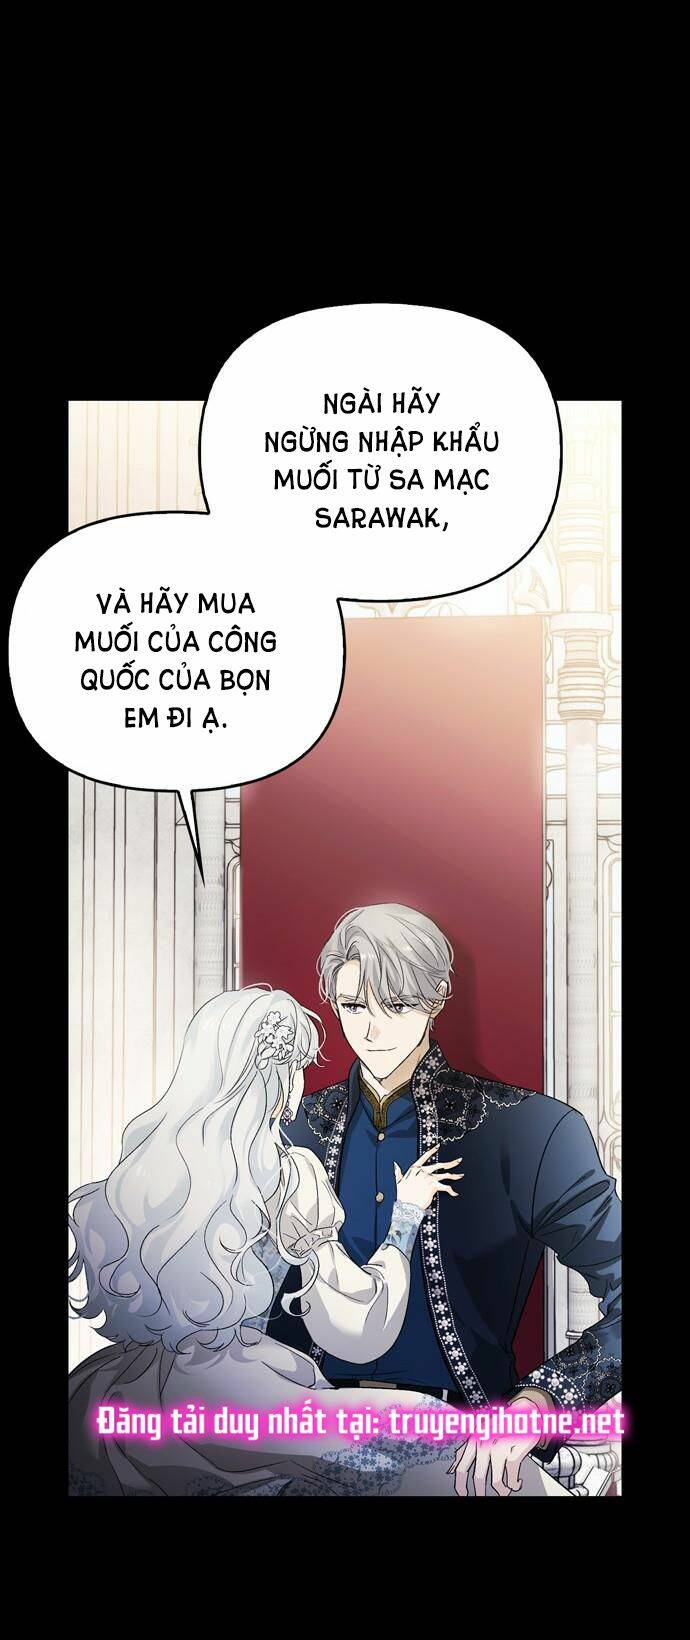 NGÀI HÃY
NGỪNG NHẬP KHẨU
MUỐI TỪ SA MẠC
SARAWAK,
VÀ HÃY MUA
MUỐI CỦA CÔNG
QUỐC CỦA BỌN
EM ĐI Ạ.
Đăng tải duy nhất tại: truyengihotne.net